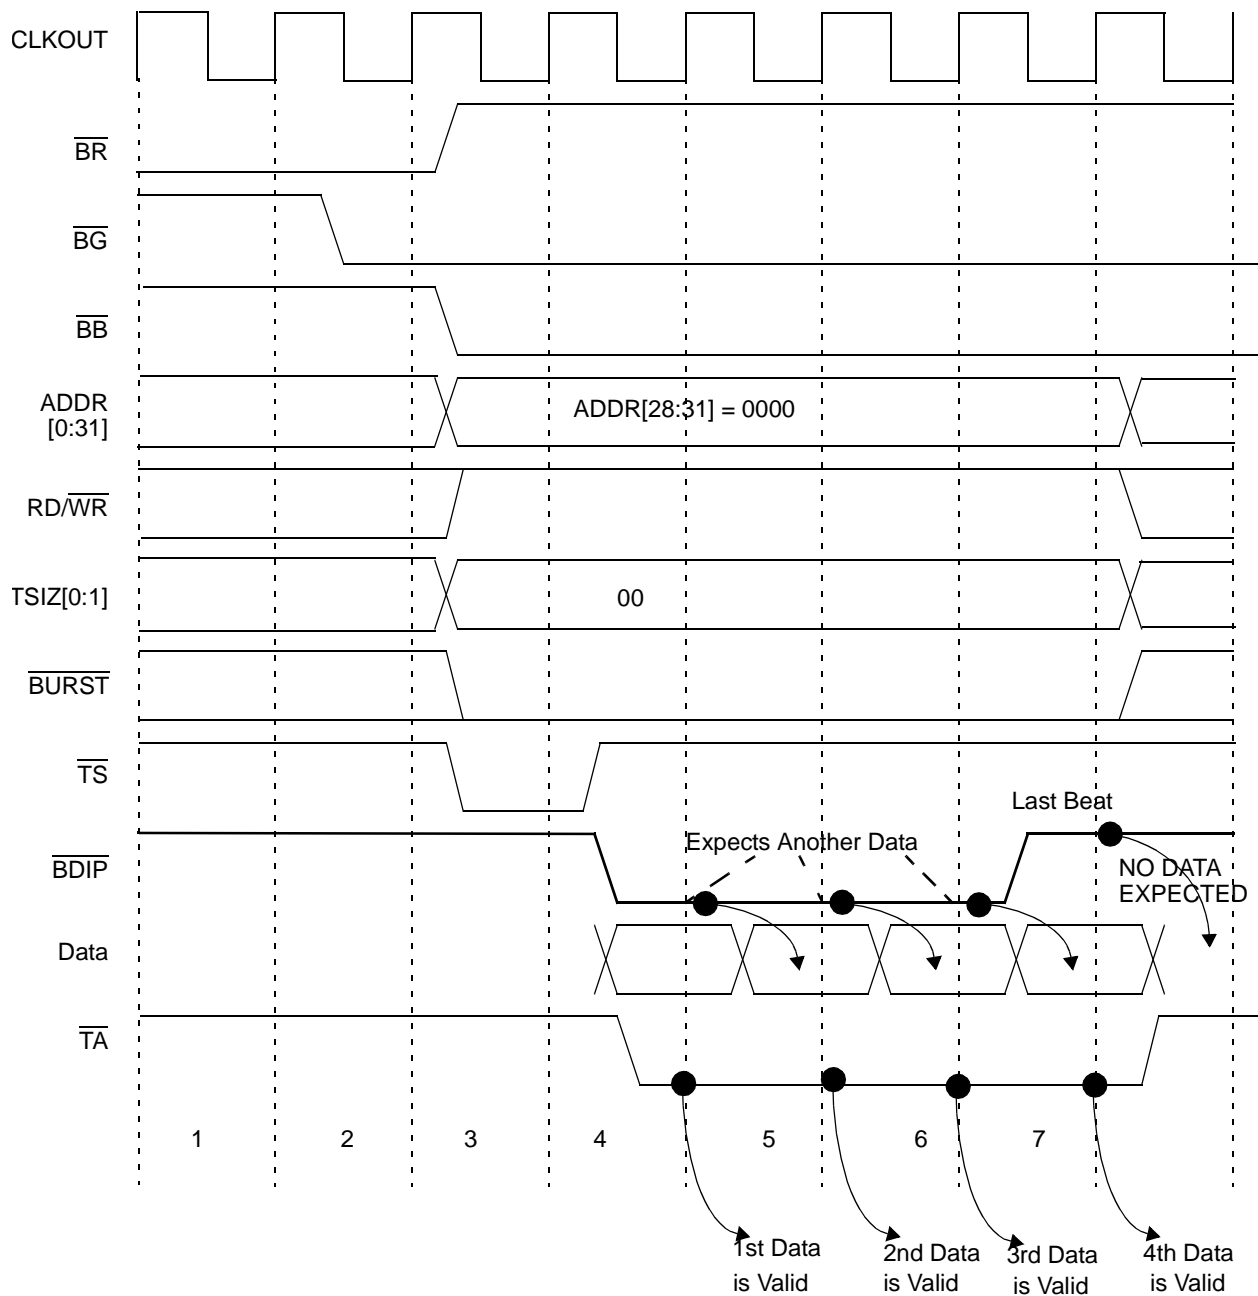 CLKOUT
BR
BG
BB
ADDR
[0:31]
ADDR[28:31] = 0000
RD/WR
TSIZ[0:1]
00
BURST
TS
Last Beat
Expects Another Data
BDIP
NO DATA
EXPECTED
Data
TA
1 2 3 4 5 6 7
1st Data
is Valid
2nd Data
is Valid
3rd Data
is Valid
4th Data
is Valid